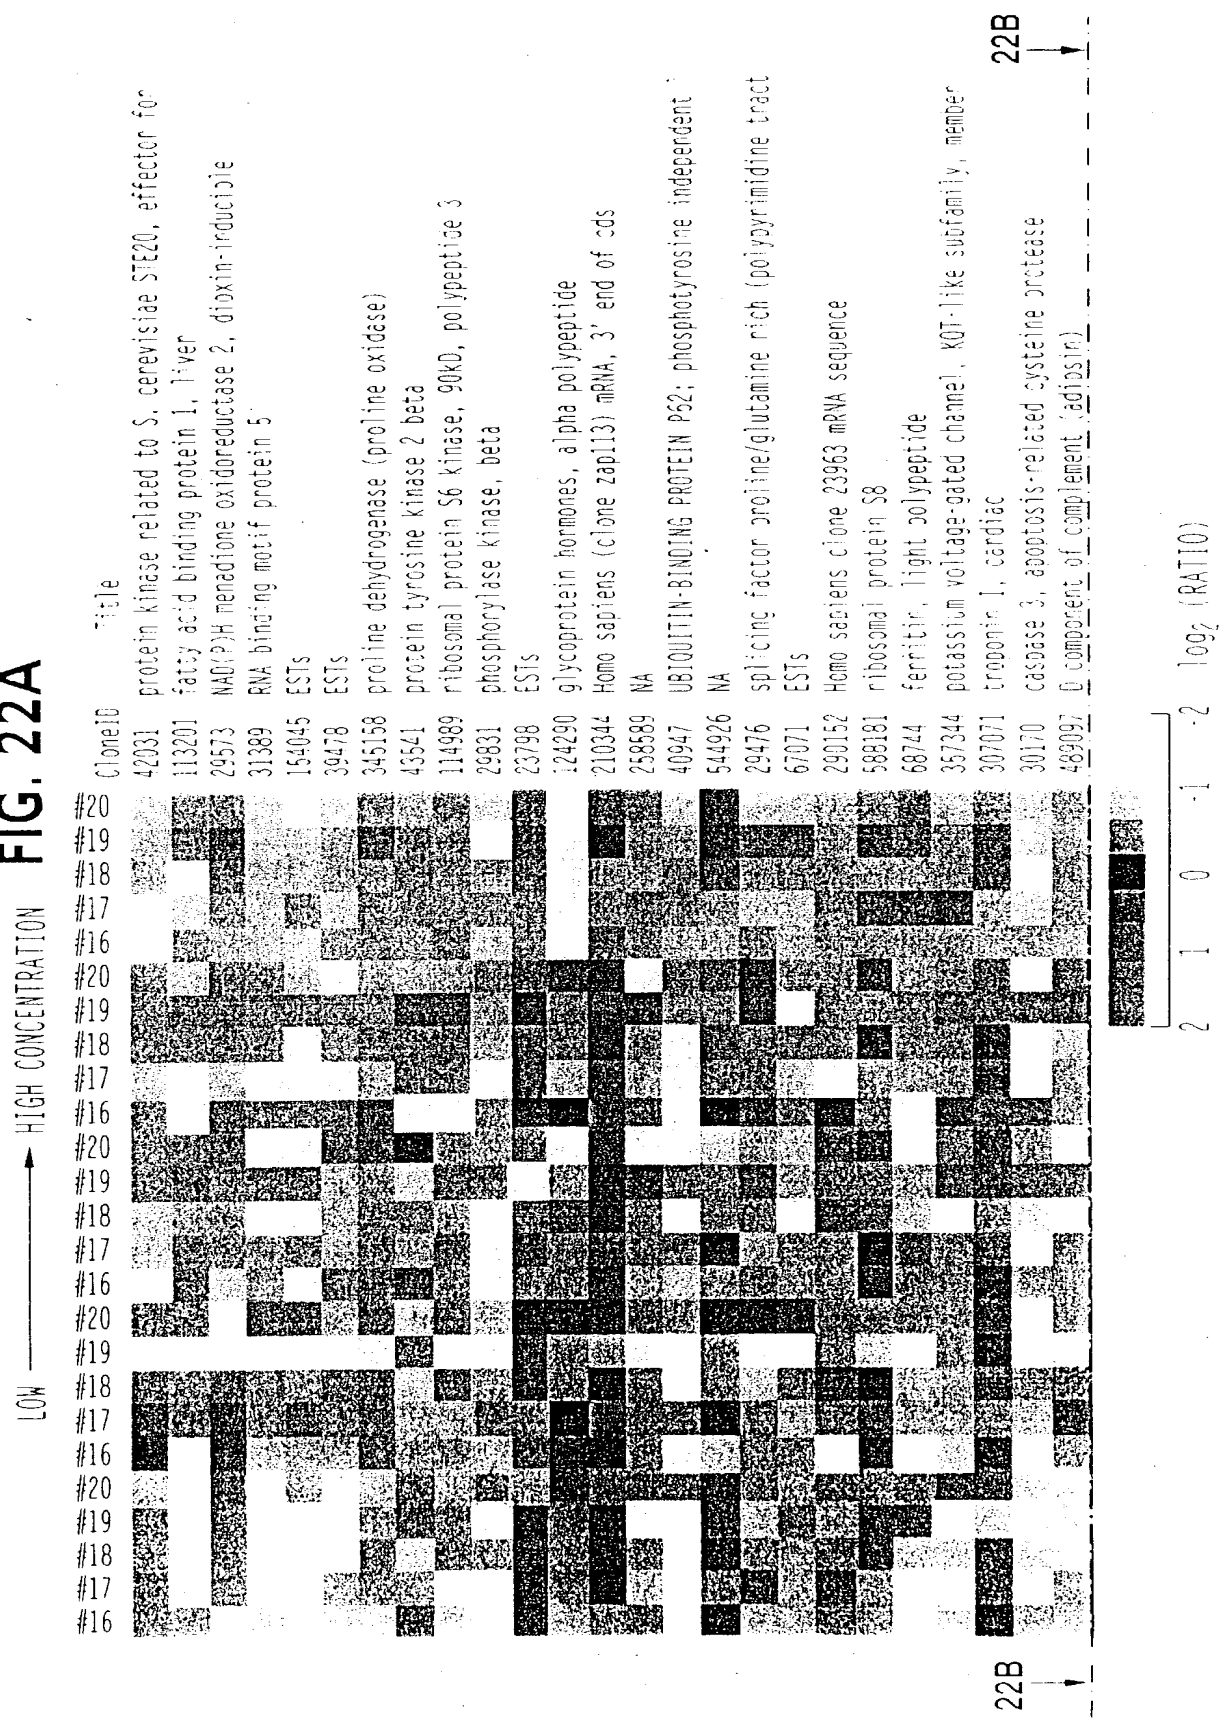 FIG. 22A
LOW HIGH CONCENTRATION
#16 #17 #18 #19 #20 #16 #17 #18 #19 #20 #16 #17 #18 #19 #20 #16 #17 #18 #19 #20 #16 #17 #18 #19 #20 CloneID Title
42031 protein kinase related to S. cerevisiae STE20, effector for
113201 fatty acid binding protein 1, liver
29573 NAD(P)H menadione oxidoreductase 2, dioxin-inducible
31389 RNA binding motif protein 5
154045 ESTs
39478 ESTs
345158 proline dehydrogenase (proline oxidase)
43541 protein tyrosine kinase 2 beta
114989 ribosomal protein S6 kinase, 90kD, polypeptide 3
29831 phosphorylase kinase, beta
23798 ESTs
124290 glycoprotein hormones, alpha polypeptide
210344 Homo sapiens (clone zap113) mRNA, 3' end of cds
258589 NA
40947 UBIQUITIN-BINDING PROTEIN P62; phosphotyrosine independent
544926 NA
29476 splicing factor proline/glutamine rich (polypyrimidine tract
67071 ESTs
290152 Homo sapiens clone 23963 mRNA sequence
588181 ribosomal protein S8
68744 ferritin, light polypeptide
357344 potassium voltage-gated channel, KQT-like subfamily, member
307071 troponin I, cardiac
30170 caspase 3, apoptosis-related cysteine protease
489097 D component of complement (adipsin)
22B 22B
2 1 0 -1 -2 log2 (RATIO)